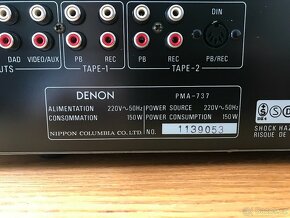 DIN
DAD
VIDEO/AUX
PB
REC
PB
REC
PB/REC
UTS
TAPE-1
TAPE-2
DENON
PMA-737
ALIMENTATION 220V~50Hz
POWER SOURCE 220V~50Hz
CONSOMMATION 150W
POWER CONSUMPTION 150W
NIPPON COLUMBIA CO. LTD.
NO. 1139053
SHOCK HAZ
RISQUE DE